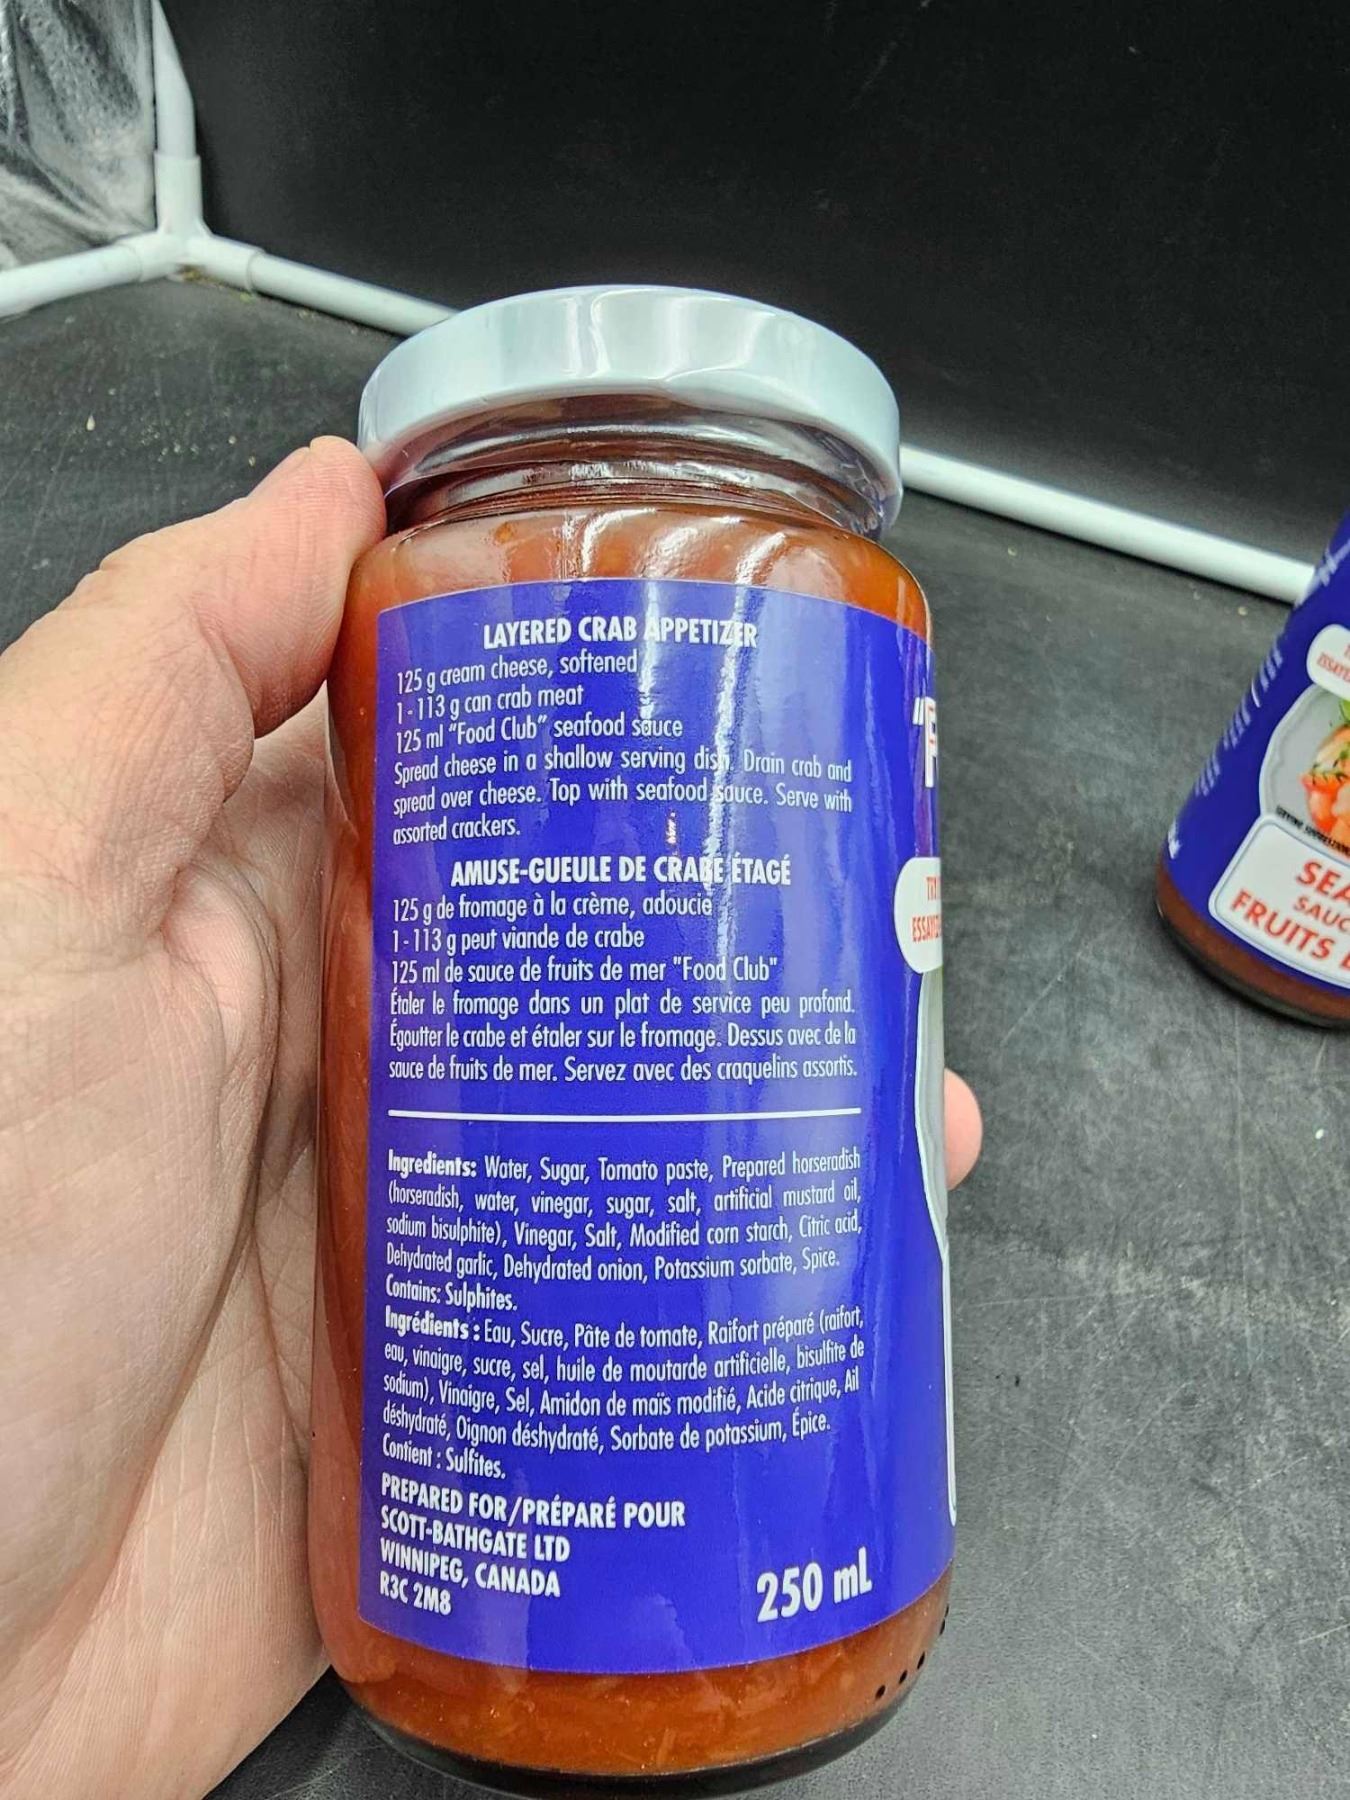 LAYERED CRAB APPETIZER
125 g cream cheese, softened
1-113 g can crab meat
125 ml "Food Club" seafood sauce
Spread cheese in a shallow serving dish. Drain crab and
spread over cheese. Top with seafood sauce. Serve with
assorted crackers.
AMUSE-GUEULE DE CRABE ÉTAGÉ
125 g de fromage à la crème, adoucie
1-113 g peut viande de crabe
125 ml de sauce de fruits de mer "Food Club"
Étaler le fromage dans un plat de service peu profond.
Égoutter le crabe et étaler sur le fromage. Dessus avec de la
sauce de fruits de mer. Servez avec des craquelins assortis.
Ingredients: Water, Sugar, Tomato paste, Prepared horseradish
(horseradish, water, vinegar, sugar, salt, artificial mustard oil,
sodium bisulphite), Vinegar, Salt, Modified corn starch, Citric acid,
Dehydrated garlic, Dehydrated onion, Potassium sorbate, Spice.
Contains: Sulphites.
Ingrédients : Eau, Sucre, Pâte de tomate, Raifort préparé (raifort,
eau, vinaigre, sucre, sel, huile de moutarde artificielle, bisulfite de
sodium), Vinaigre, Sel, Amidon de maïs modifié, Acide citrique, Ail
déshydraté, Oignon déshydraté, Sorbate de potassium, Épice.
Contient : Sulfites.
PREPARED FOR/PRÉPARÉ POUR
SCOTT-BATHGATE LTD
WINNIPEG, CANADA
R3C 2M8
250 mL
SEA
SAUC
FRUITS